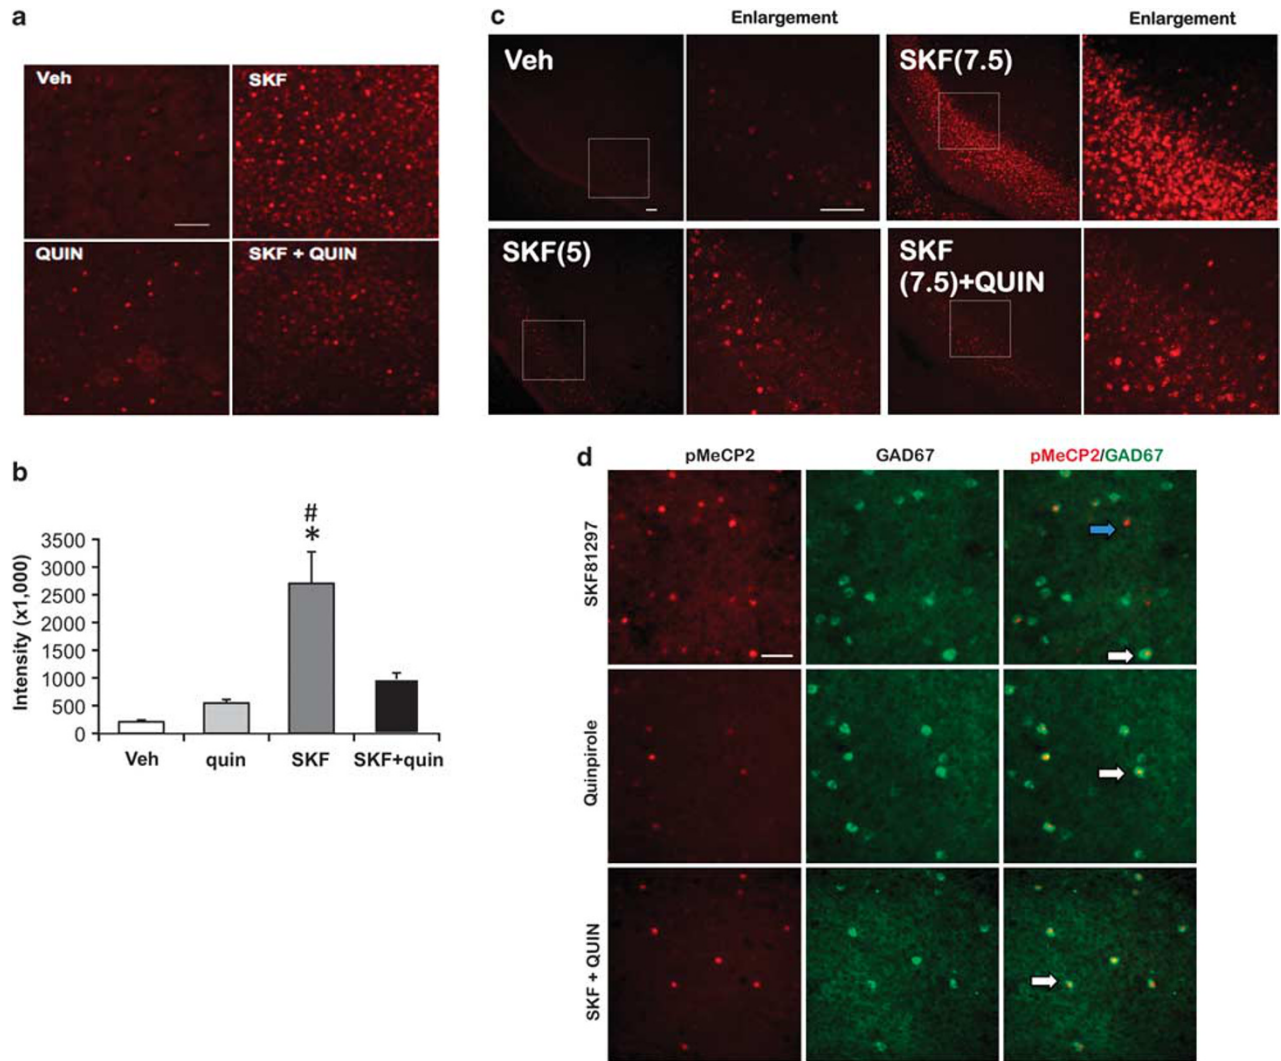 a
Veh
SKF
QUIN
SKF + QUIN
b
Intensity (x1,000)
3500
3000
2500
2000
1500
1000
500
0
#
*
Veh
quin
SKF
SKF+quin
c
Enlargement
Enlargement
Veh
SKF(7.5)
SKF(5)
SKF
(7.5)+QUIN
d
pMeCP2
GAD67
pMeCP2/GAD67
SKF81297
Quinpirole
SKF + QUIN